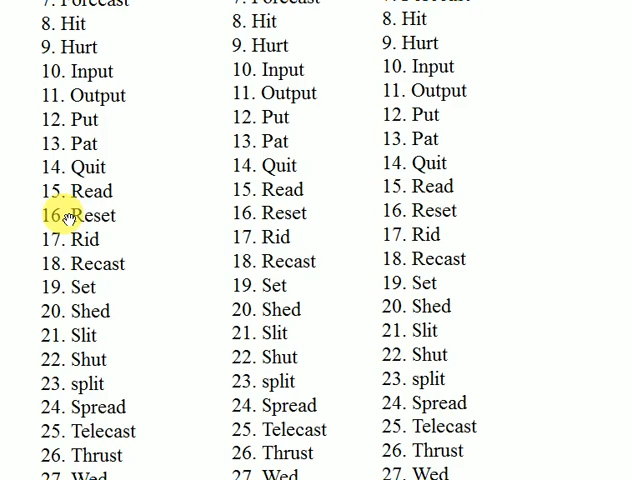 7. Forecast 7. Forecast 7. Forecast
8. Hit 8. Hit 8. Hit
9. Hurt 9. Hurt 9. Hurt
10. Input 10. Input 10. Input
11. Output 11. Output 11. Output
12. Put 12. Put 12. Put
13. Pat 13. Pat 13. Pat
14. Quit 14. Quit 14. Quit
15. Read 15. Read 15. Read
16. Reset 16. Reset 16. Reset
17. Rid 17. Rid 17. Rid
18. Recast 18. Recast 18. Recast
19. Set 19. Set 19. Set
20. Shed 20. Shed 20. Shed
21. Slit 21. Slit 21. Slit
22. Shut 22. Shut 22. Shut
23. split 23. split 23. split
24. Spread 24. Spread 24. Spread
25. Telecast 25. Telecast 25. Telecast
26. Thrust 26. Thrust 26. Thrust
27. Wed 27. Wed 27. Wed